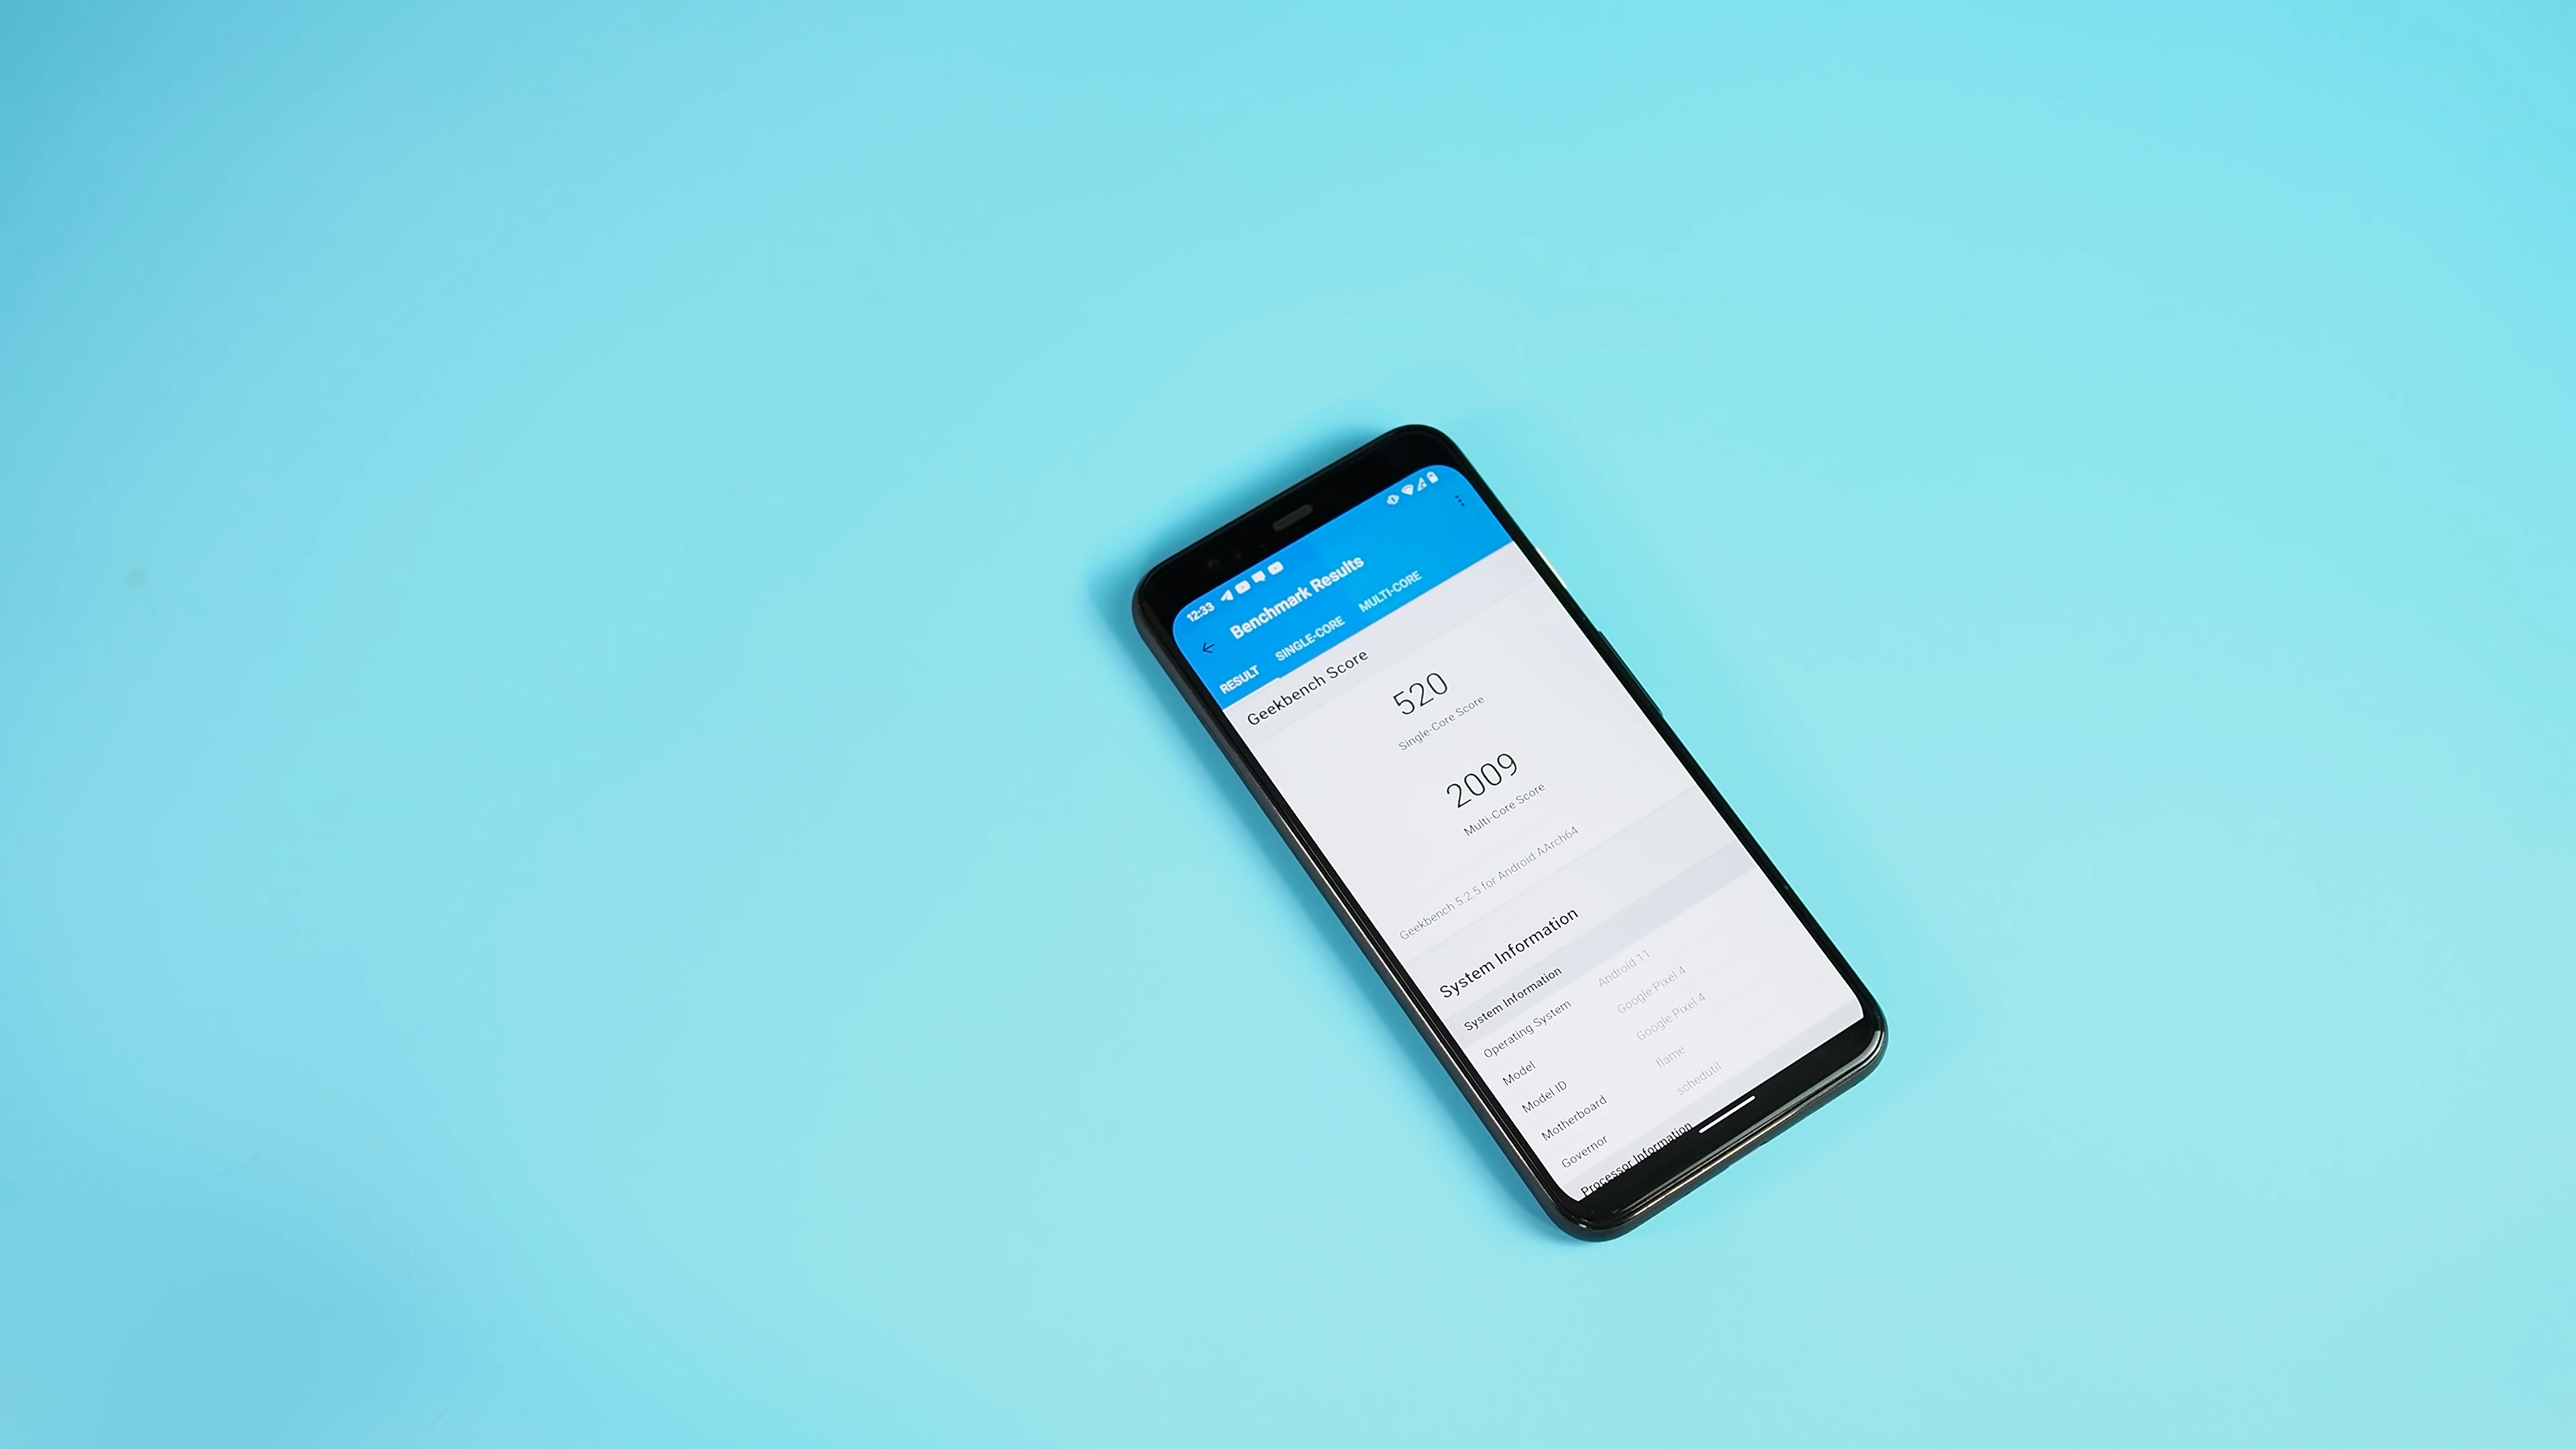 12:33
Benchmark Results
RESULT SINGLE-CORE MULTI-CORE
Geekbench Score
520
Single-Core Score
2009
Multi-Core Score
Geekbench 5.2.5 for Android AArch64
System Information
System Information
Operating System Android 11
Model Google Pixel 4
Model ID Google Pixel 4
Motherboard flame
Governor schedutil
Processor Information